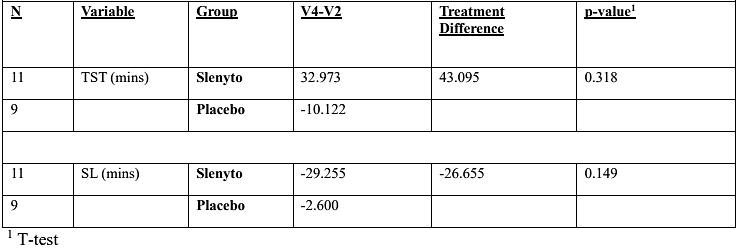 N Variable Group V4-V2 Treatment p-value¹
Difference
11 TST (mins) Slenyto 32.973 43.095 0.318
9 Placebo -10.122
11 SL (mins) Slenyto -29.255 -26.655 0.149
9 Placebo -2.600
¹ T-test